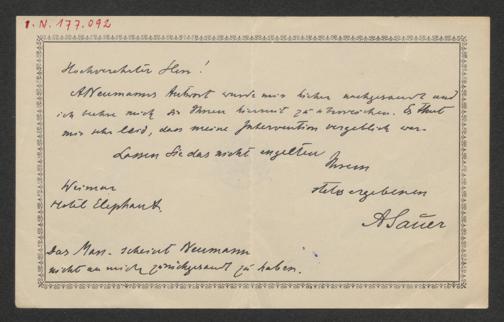 I.N. 177.092
Hochverehrter Herr!
A Neumanns Antwort wurde mir hieher nachgesandt und
ich beehre mich sie Ihnen hiermit zu überreichen. Es thut
mir sehr leid, dass meine Intervention vergeblich war.
Lassen Sie das nicht entgelten
Ihrem
stets ergebenen
ASauer
Weimar
Hotel Elephant.
Das Man. scheint Neumann
nicht an mich zurückgesandt zu haben.